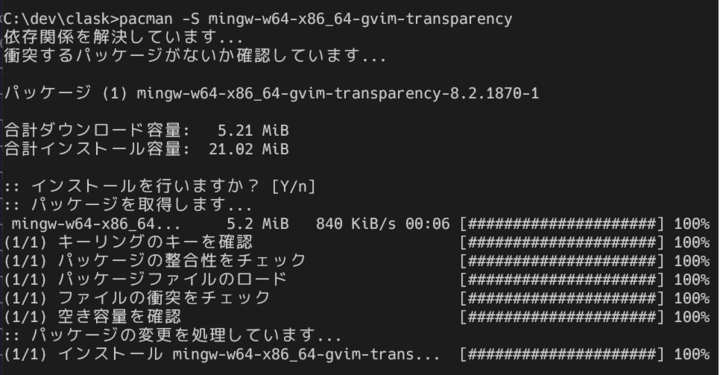 C:\dev\clask>pacman -S mingw-w64-x86_64-gvim-transparency
依存関係を解決しています...
衝突するパッケージがないか確認しています...
パッケージ (1) mingw-w64-x86_64-gvim-transparency-8.2.1870-1
合計ダウンロード容量:   5.21 MiB
合計インストール容量:  21.02 MiB
:: インストールを行いますか? [Y/n]
:: パッケージを取得します...
mingw-w64-x86_64...     5.2 MiB   840 KiB/s 00:06 [######################] 100%
(1/1) キーリングのキーを確認                       [######################] 100%
(1/1) パッケージの整合性をチェック                 [######################] 100%
(1/1) パッケージファイルのロード                   [######################] 100%
(1/1) ファイルの衝突をチェック                     [######################] 100%
(1/1) 空き容量を確認                               [######################] 100%
:: パッケージの変更を処理しています...
(1/1) インストール mingw-w64-x86_64-gvim-trans...  [######################] 100%